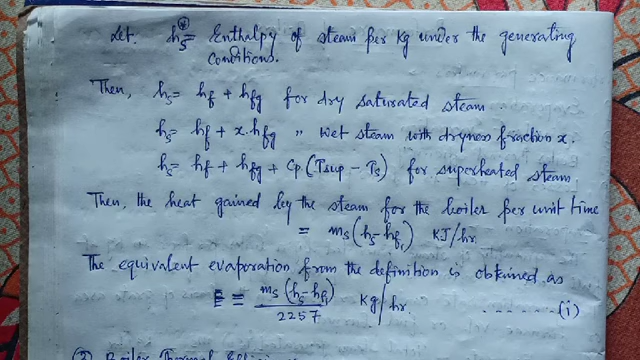 Let. hs = Enthalpy of steam per kg under the generating
conditions.
Then, hs = hf + hfg for dry saturated steam
hs = hf + x.hfg " wet steam with dryness fraction x.
hs = hf + hfg + Cp (Tsup - Ts) for superheated steam
Then, the heat gained by the steam for the boiler per unit time
= ms (hs - hf1) KJ/hr
The equivalent evaporation from the definition is obtained as
E = ms (hs - hf1) / 2257 Kg/hr. ...... (i)
(2) Boiler Thermal